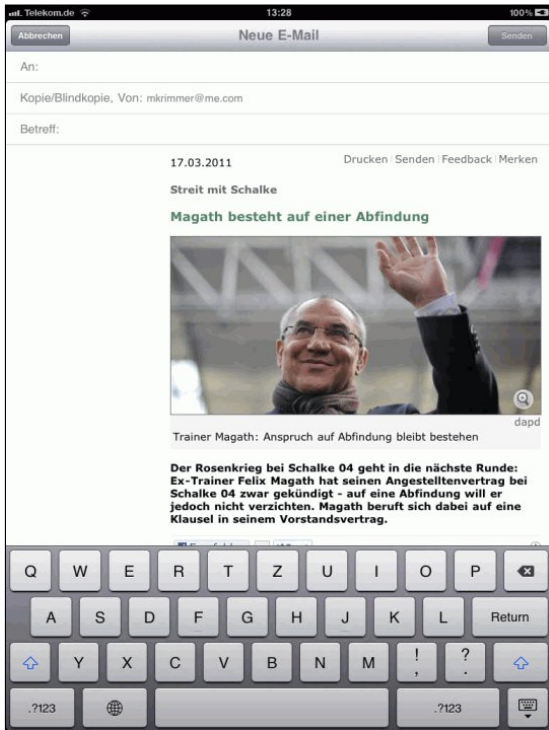 Telekom.de 13:28 100%
Abbrechen Neue E-Mail Senden
An:
Kopie/Blindkopie, Von: mkrimmer@me.com
Betreff:
17.03.2011 Drucken Senden Feedback Merken
Streit mit Schalke
Magath besteht auf einer Abfindung
dapd
Trainer Magath: Anspruch auf Abfindung bleibt bestehen
Der Rosenkrieg bei Schalke 04 geht in die nächste Runde:
Ex-Trainer Felix Magath hat seinen Angestelltenvertrag bei
Schalke 04 zwar gekündigt - auf eine Abfindung will er
jedoch nicht verzichten. Magath beruft sich dabei auf eine
Klausel in seinem Vorstandsvertrag.
Q W E R T Z U I O P
A S D F G H J K L Return
Y X C V B N M ! , ? .
.?123 .?123